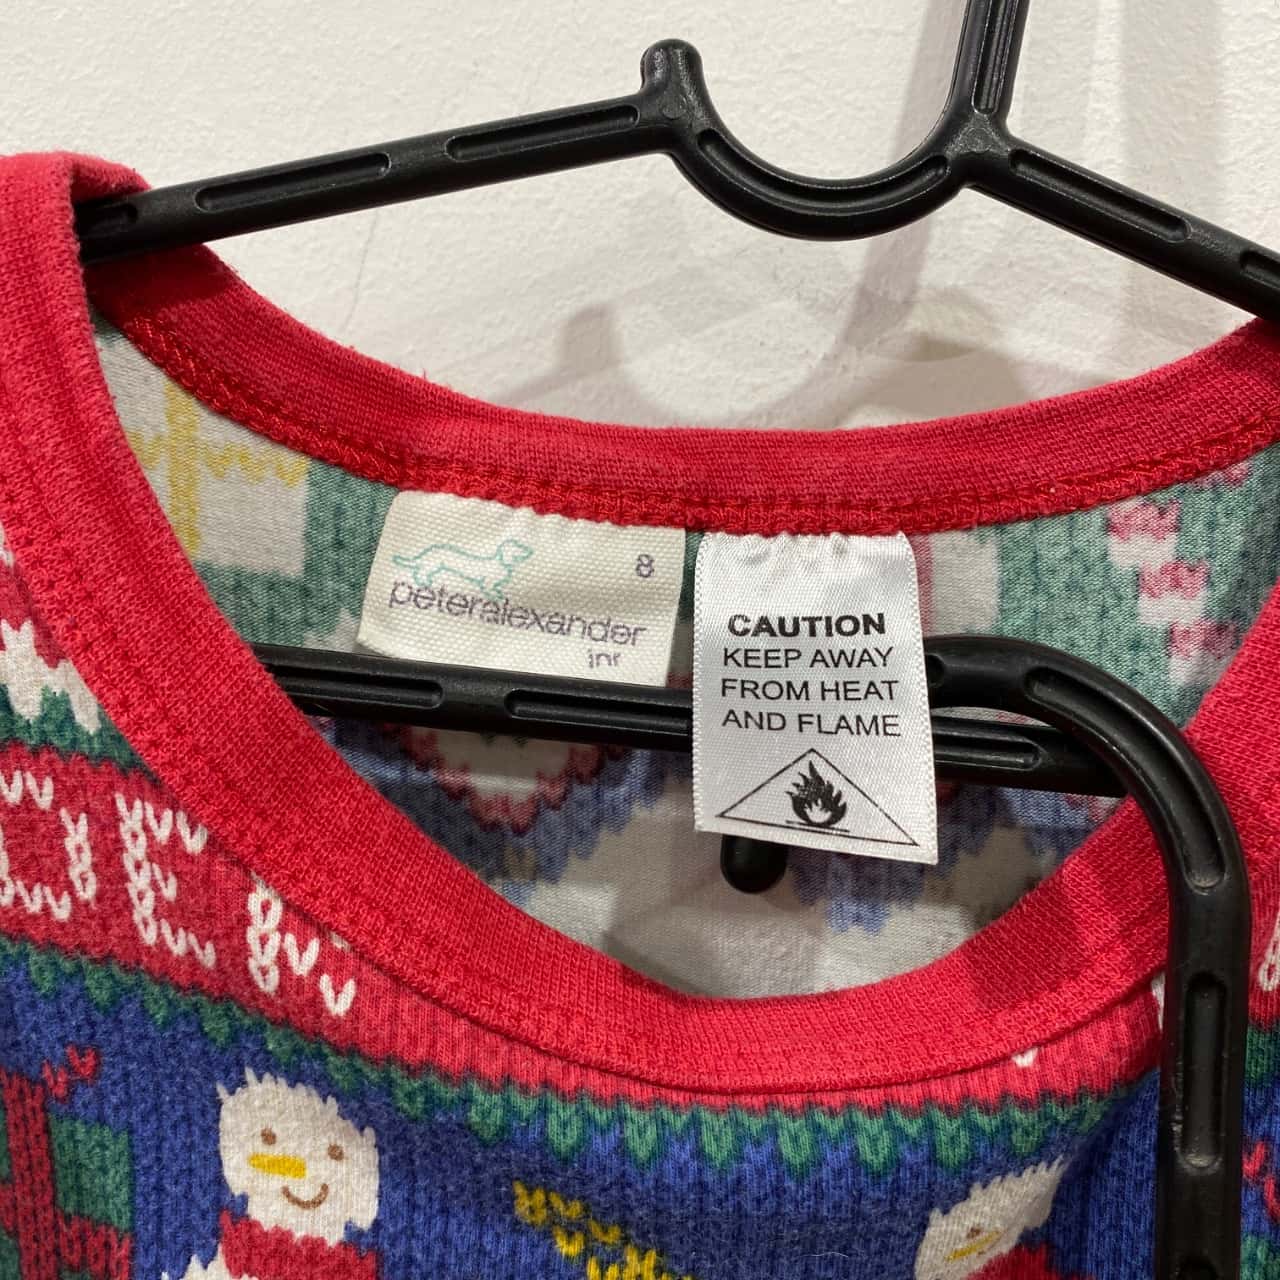 8
peteralexander
jnr
CAUTION
KEEP AWAY
FROM HEAT
AND FLAME